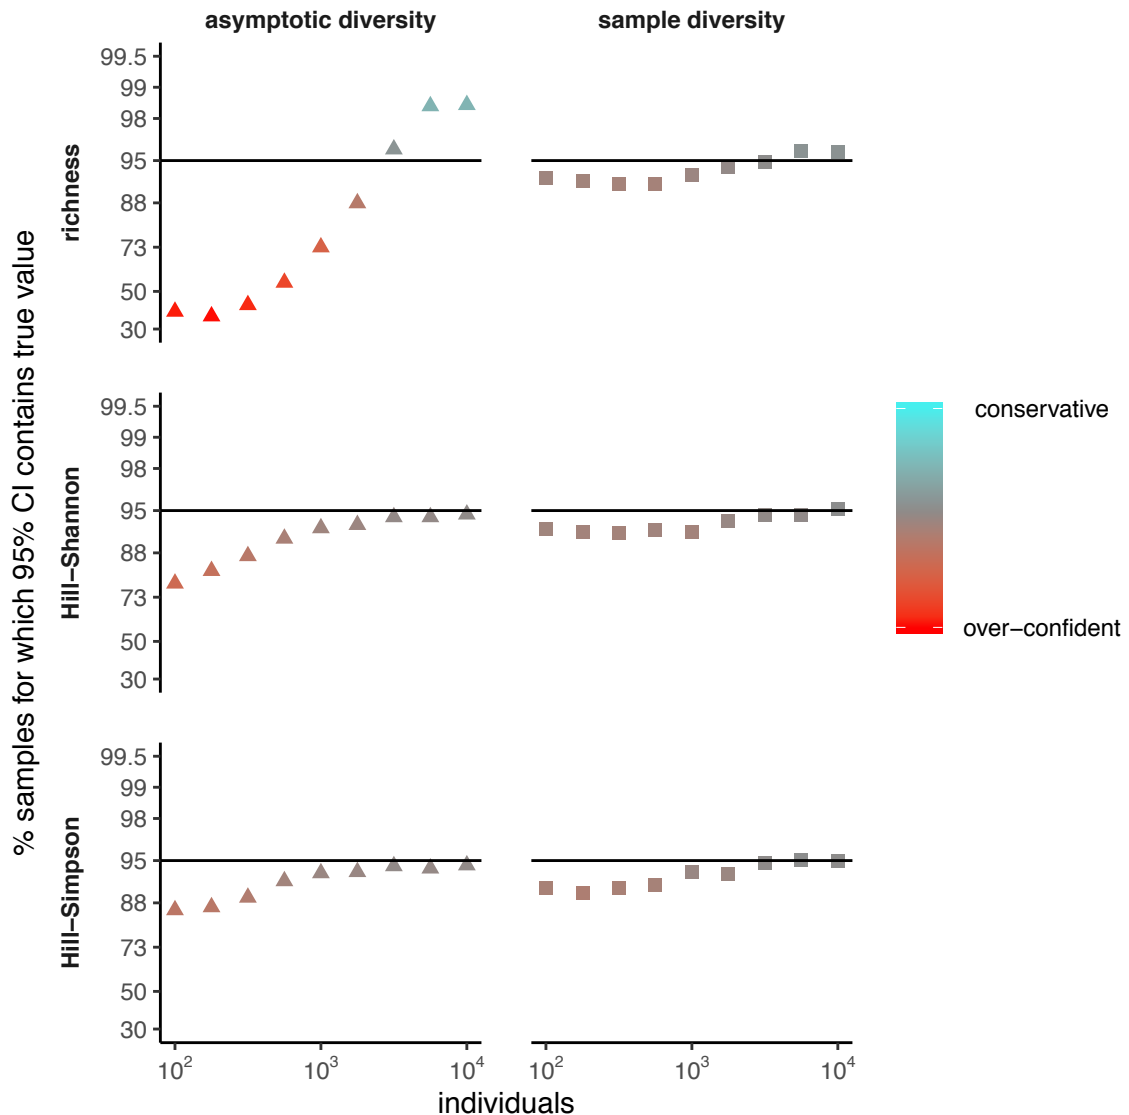 asymptotic diversity
sample diversity
% samples for which 95% CI contains true value
richness
99.5
99
98
95
88
73
50
30
Hill−Shannon
99.5
99
98
95
88
73
50
30
Hill−Simpson
99.5
99
98
95
88
73
50
30
10² 10³ 10⁴
10² 10³ 10⁴
individuals
conservative
over−confident